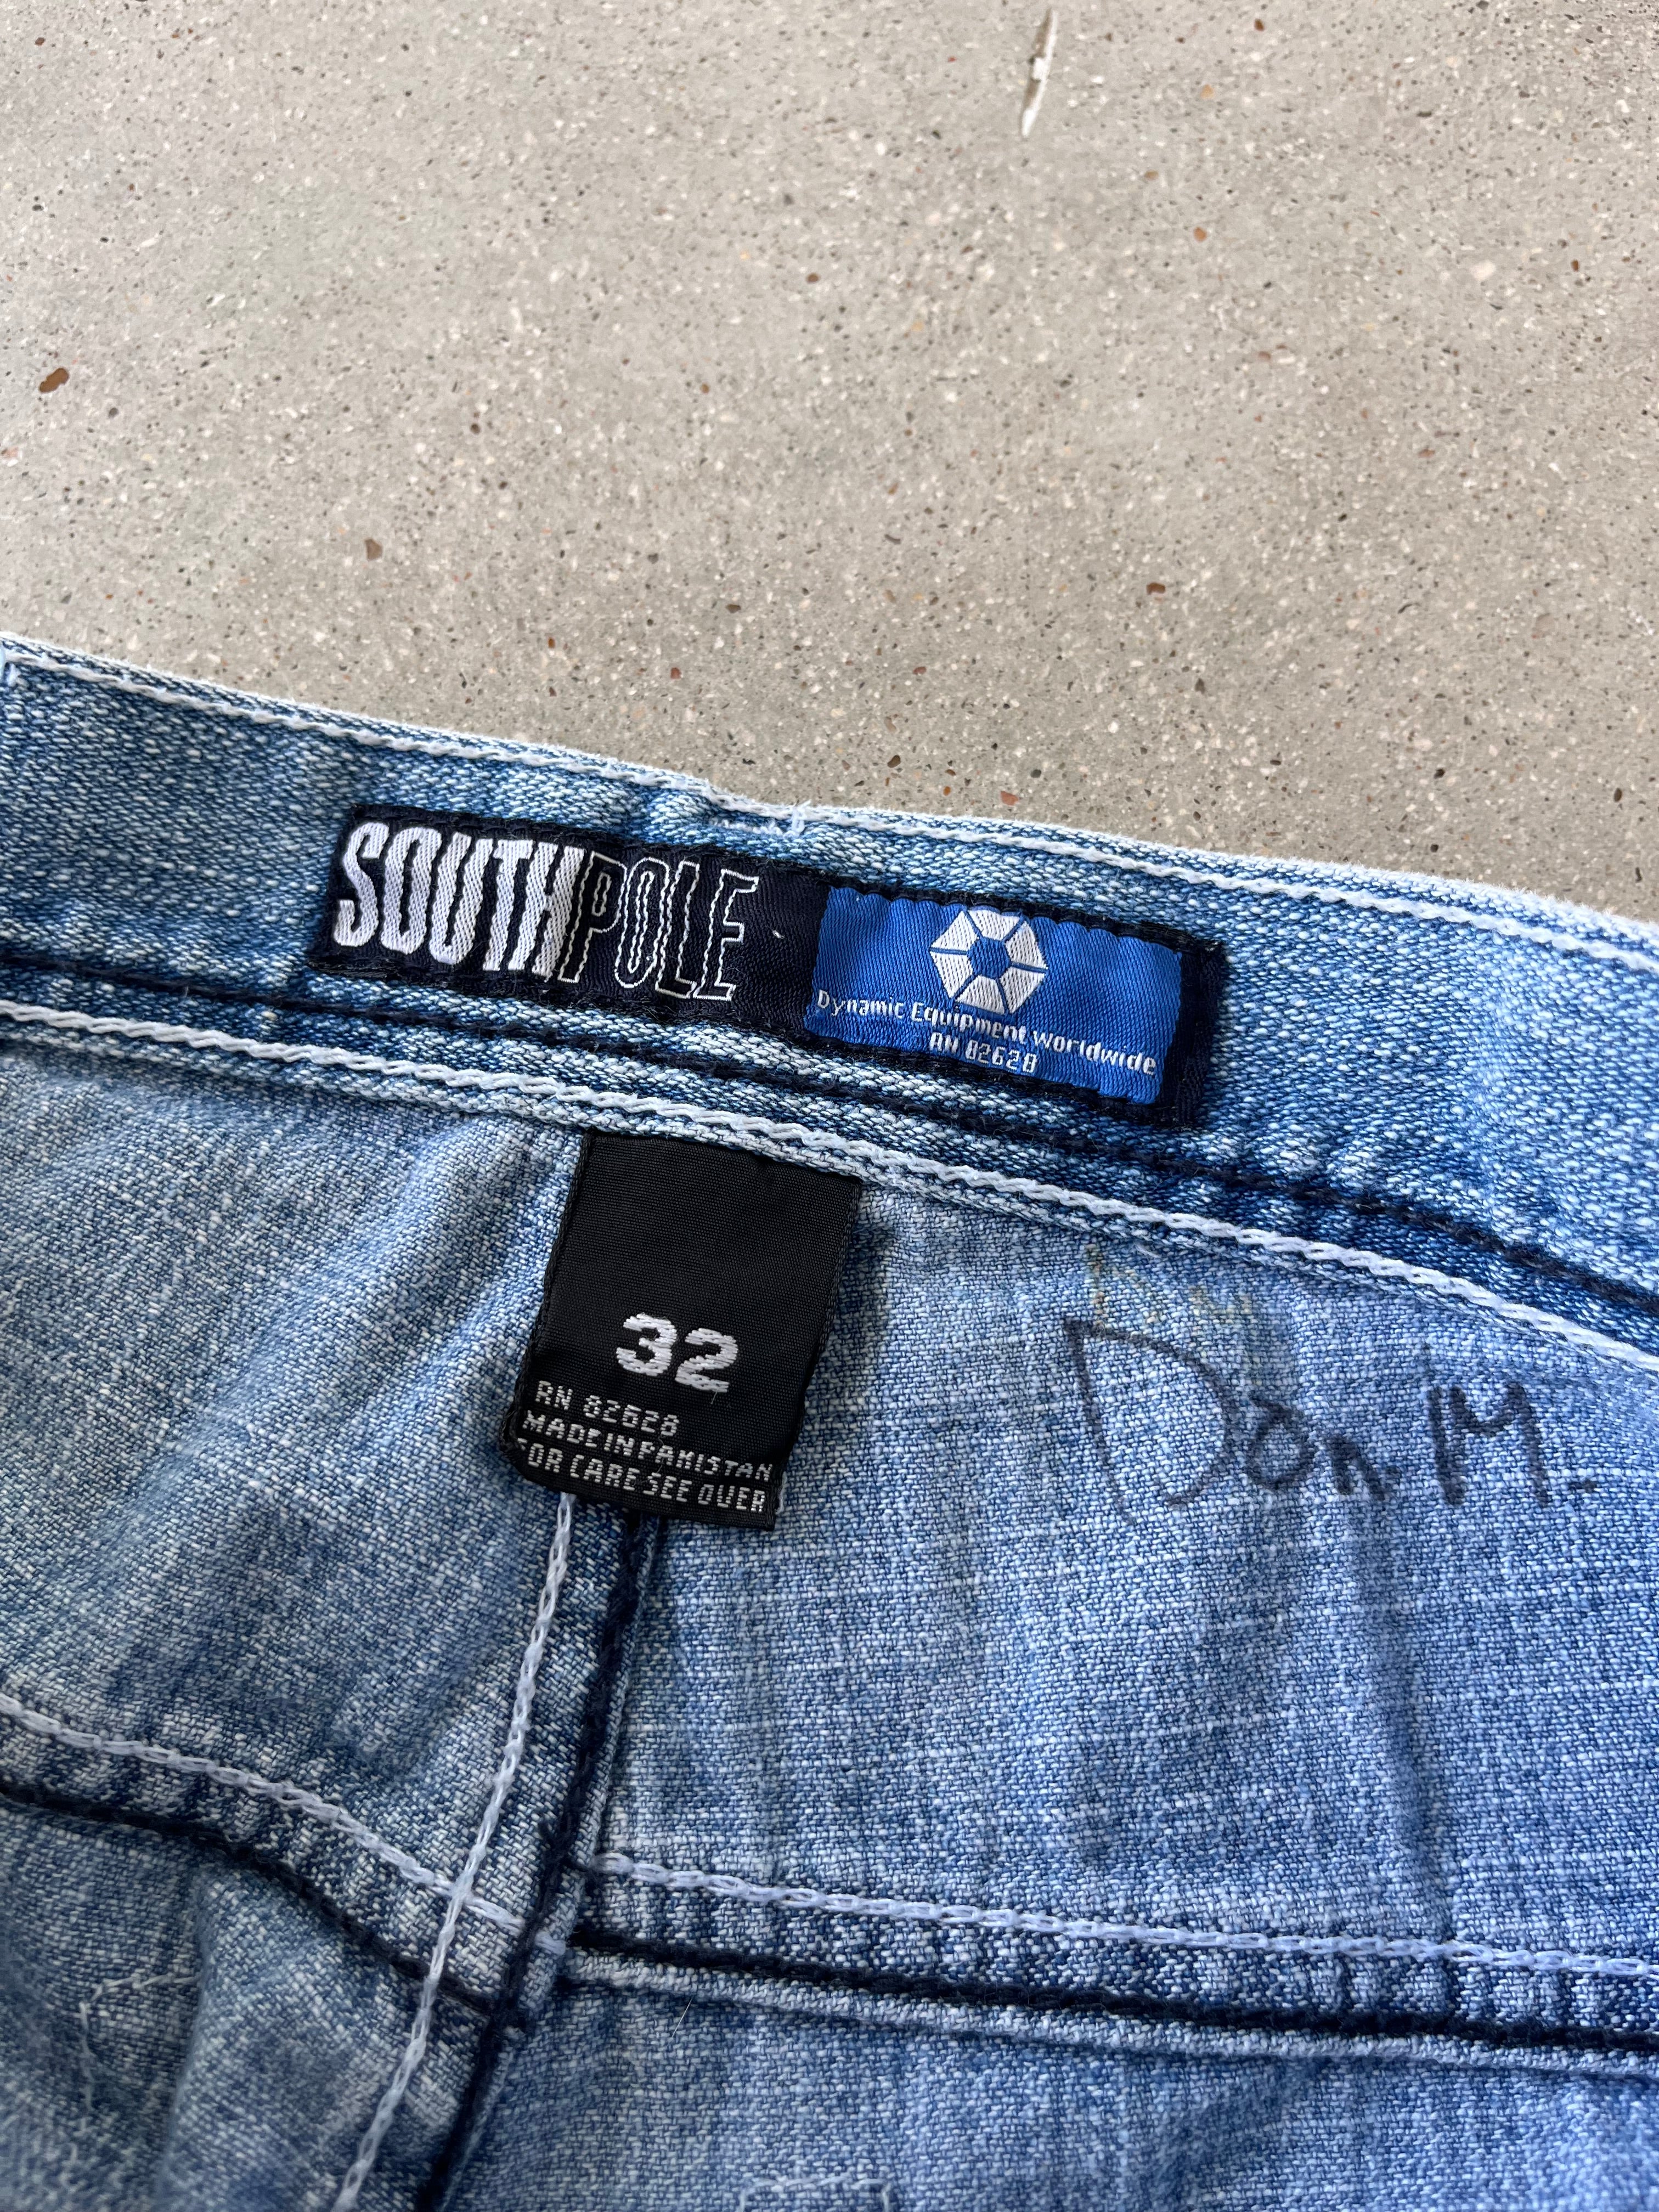 SOUTHPOLE
Dynamic Equipment worldwide
RN 82628
32
RN 82628
MADE IN PAKISTAN
FOR CARE SEE OVER
Don. M.